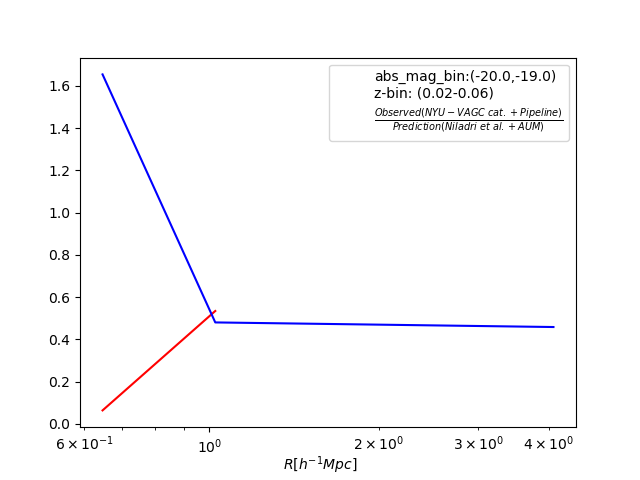 abs_mag_bin:(-20.0,-19.0)
z-bin: (0.02-0.06)
Observed(NYU-VAGC cat.+Pipeline)
Prediction(Niladri et al.+AUM)
1.6
1.4
1.2
1.0
0.8
0.6
0.4
0.2
0.0
6 × 10⁻¹ 10⁰ 2 × 10⁰ 3 × 10⁰ 4 × 10⁰
R[h⁻¹Mpc]